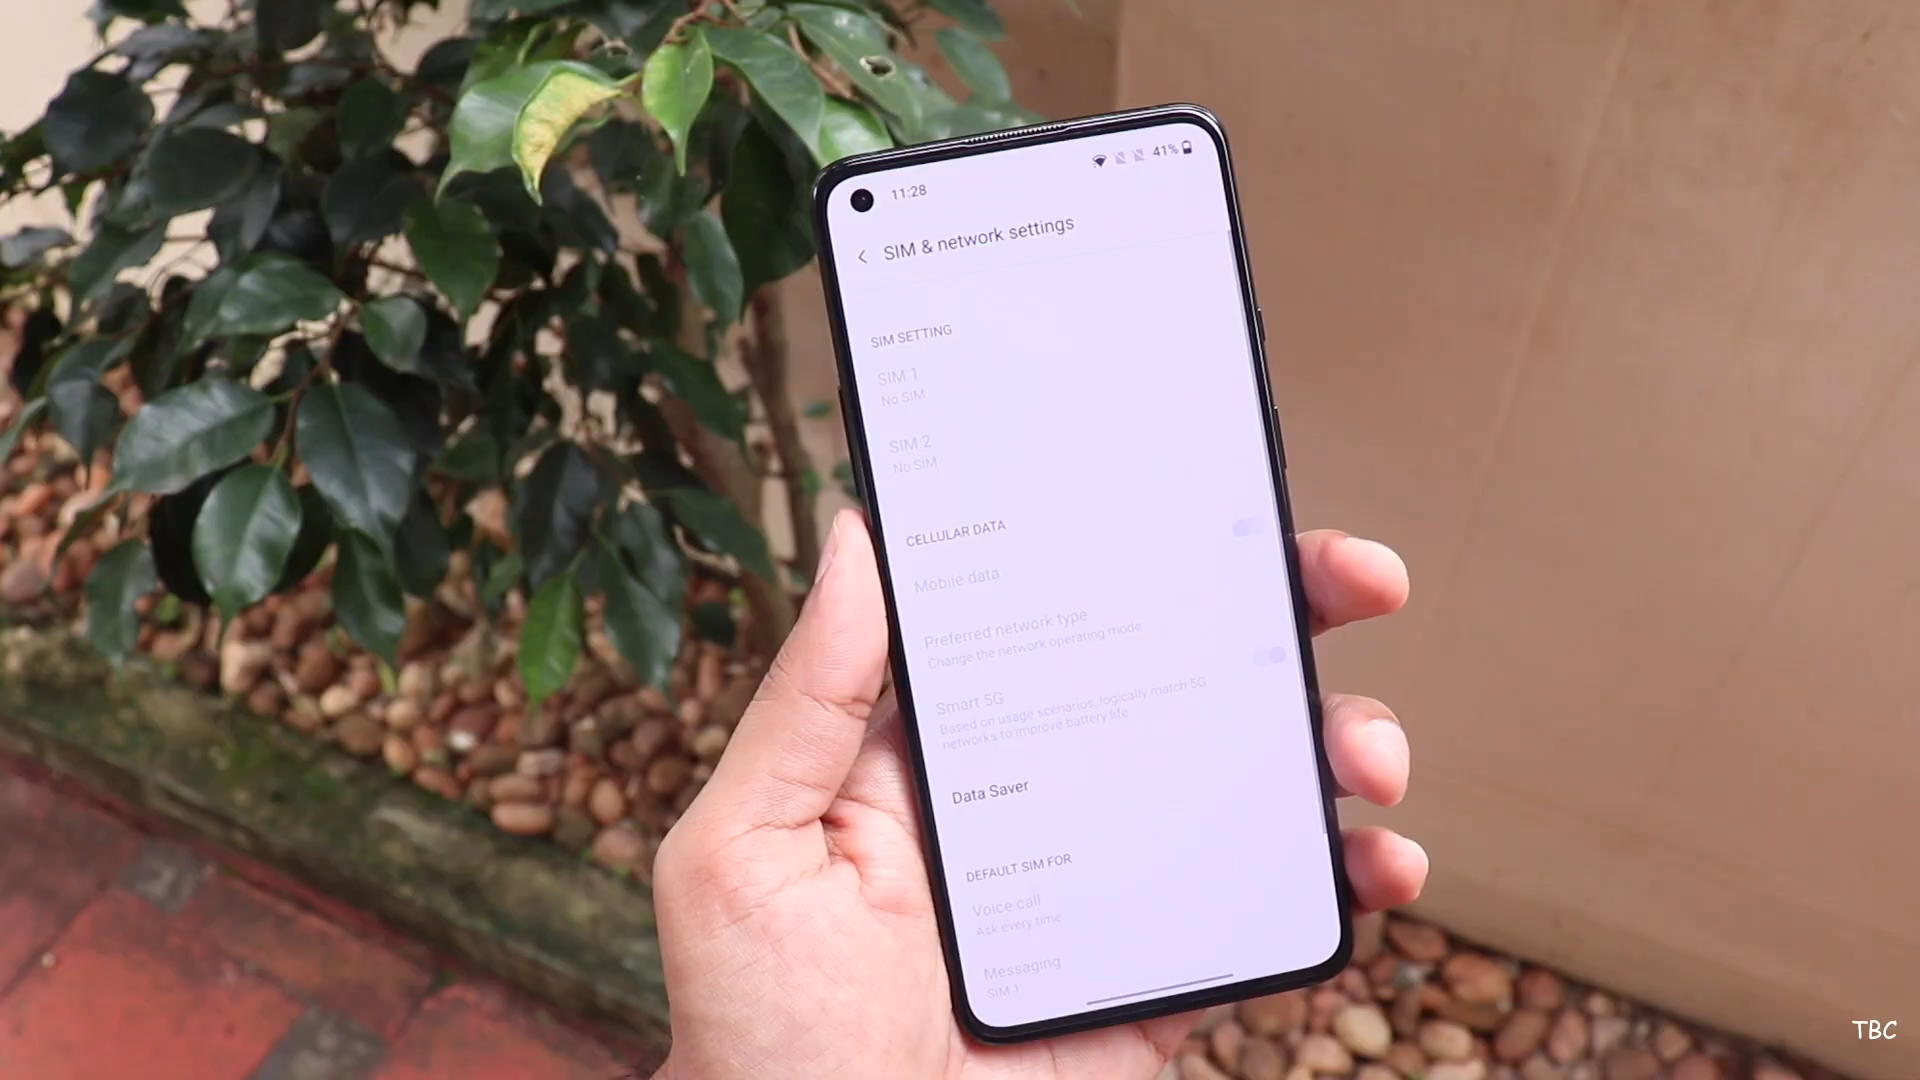 11:28
41%
SIM & network settings
SIM SETTING
SIM 1
No SIM
SIM 2
No SIM
CELLULAR DATA
Mobile data
Preferred network type
Change the network operating mode
Smart 5G
Based on usage scenarios, logically match 5G
networks to improve battery life
Data Saver
DEFAULT SIM FOR
Voice call
Ask every time
Messaging
SIM 1
TBC